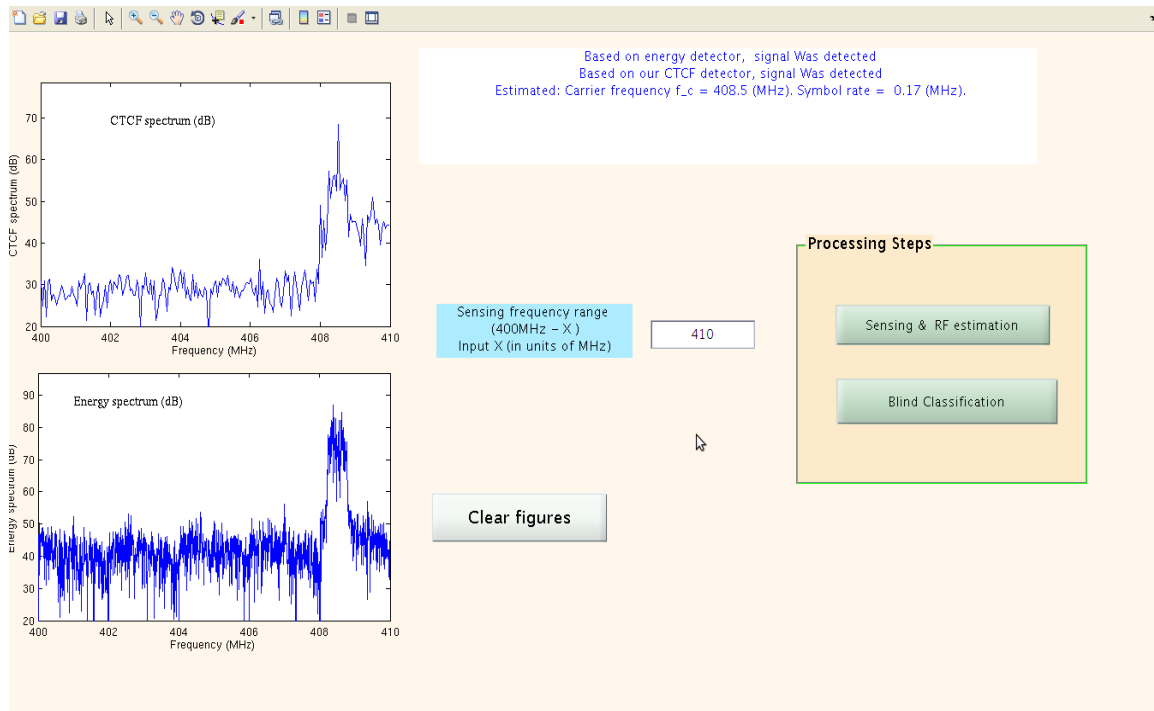 Based on energy detector, signal Was detected
Based on our CTCF detector, signal Was detected
Estimated: Carrier frequency f_c = 408.5 (MHz). Symbol rate = 0.17 (MHz).
CTCF spectrum (dB)
CTCF spectrum (dB)
70
60
50
40
30
20
400
402
404
406
408
410
Frequency (MHz)
Energy spectrum (dB)
Energy spectrum (dB)
90
80
70
60
50
40
30
20
400
402
404
406
408
410
Frequency (MHz)
Sensing frequency range
(400MHz – X )
Input X (in units of MHz)
410
Clear figures
Processing Steps
Sensing & RF estimation
Blind Classification